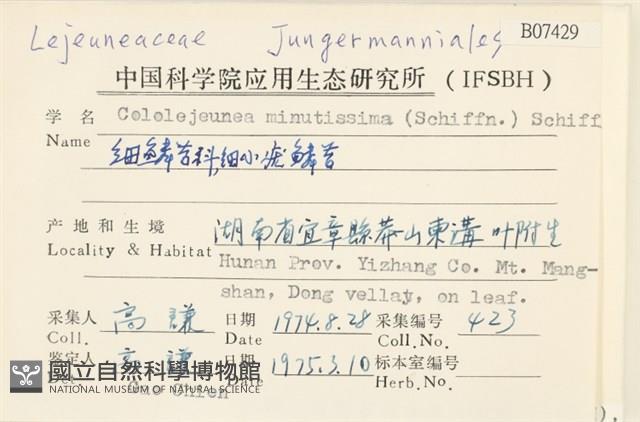 Lejeuneaceae Jungermanniales B07429
中国科学院应用生态研究所 (IFSBH)
学名 Cololejeunea minutissima (Schiffn.) Schiff
Name 细鳞苔科,细小疣鳞苔
产地和生境 湖南省宜章縣莽山東溝 叶附生
Locality & Habitat Hunan Prov. Yizhang Co. Mt. Mang-
shan, Dong vellay, on leaf.
采集人 高謙 日期 1974.8.28 采集编号 423
Coll. Date Coll.No.
鉴定人 高謙 日期 1975.3.10 标本室编号
Date Herb.No.
國立自然科學博物館
NATIONAL MUSEUM OF NATURAL SCIENCE